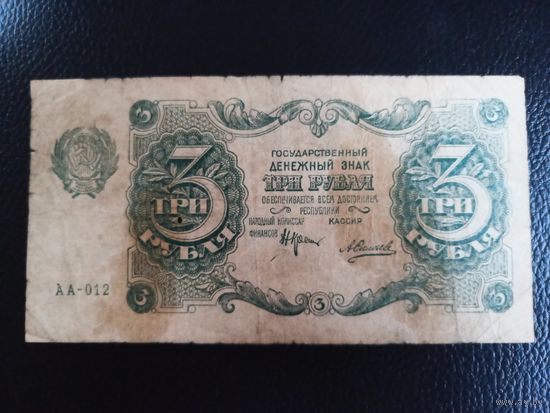 ГОСУДАРСТВЕННЫЙ
ДЕНЕЖНЫЙ ЗНАК
ТРИ РУБЛЯ
ОБЕСПЕЧИВАЕТСЯ ВСЕМ ДОСТОЯНИЕМ
РЕСПУБЛИКИ
НАРОДНЫЙ КОМИССАР
ФИНАНСОВ
КАССИР
3
ТРИ
РУБЛЯ
3
ТРИ
РУБЛЯ
3
3
3
3
3
АА-012